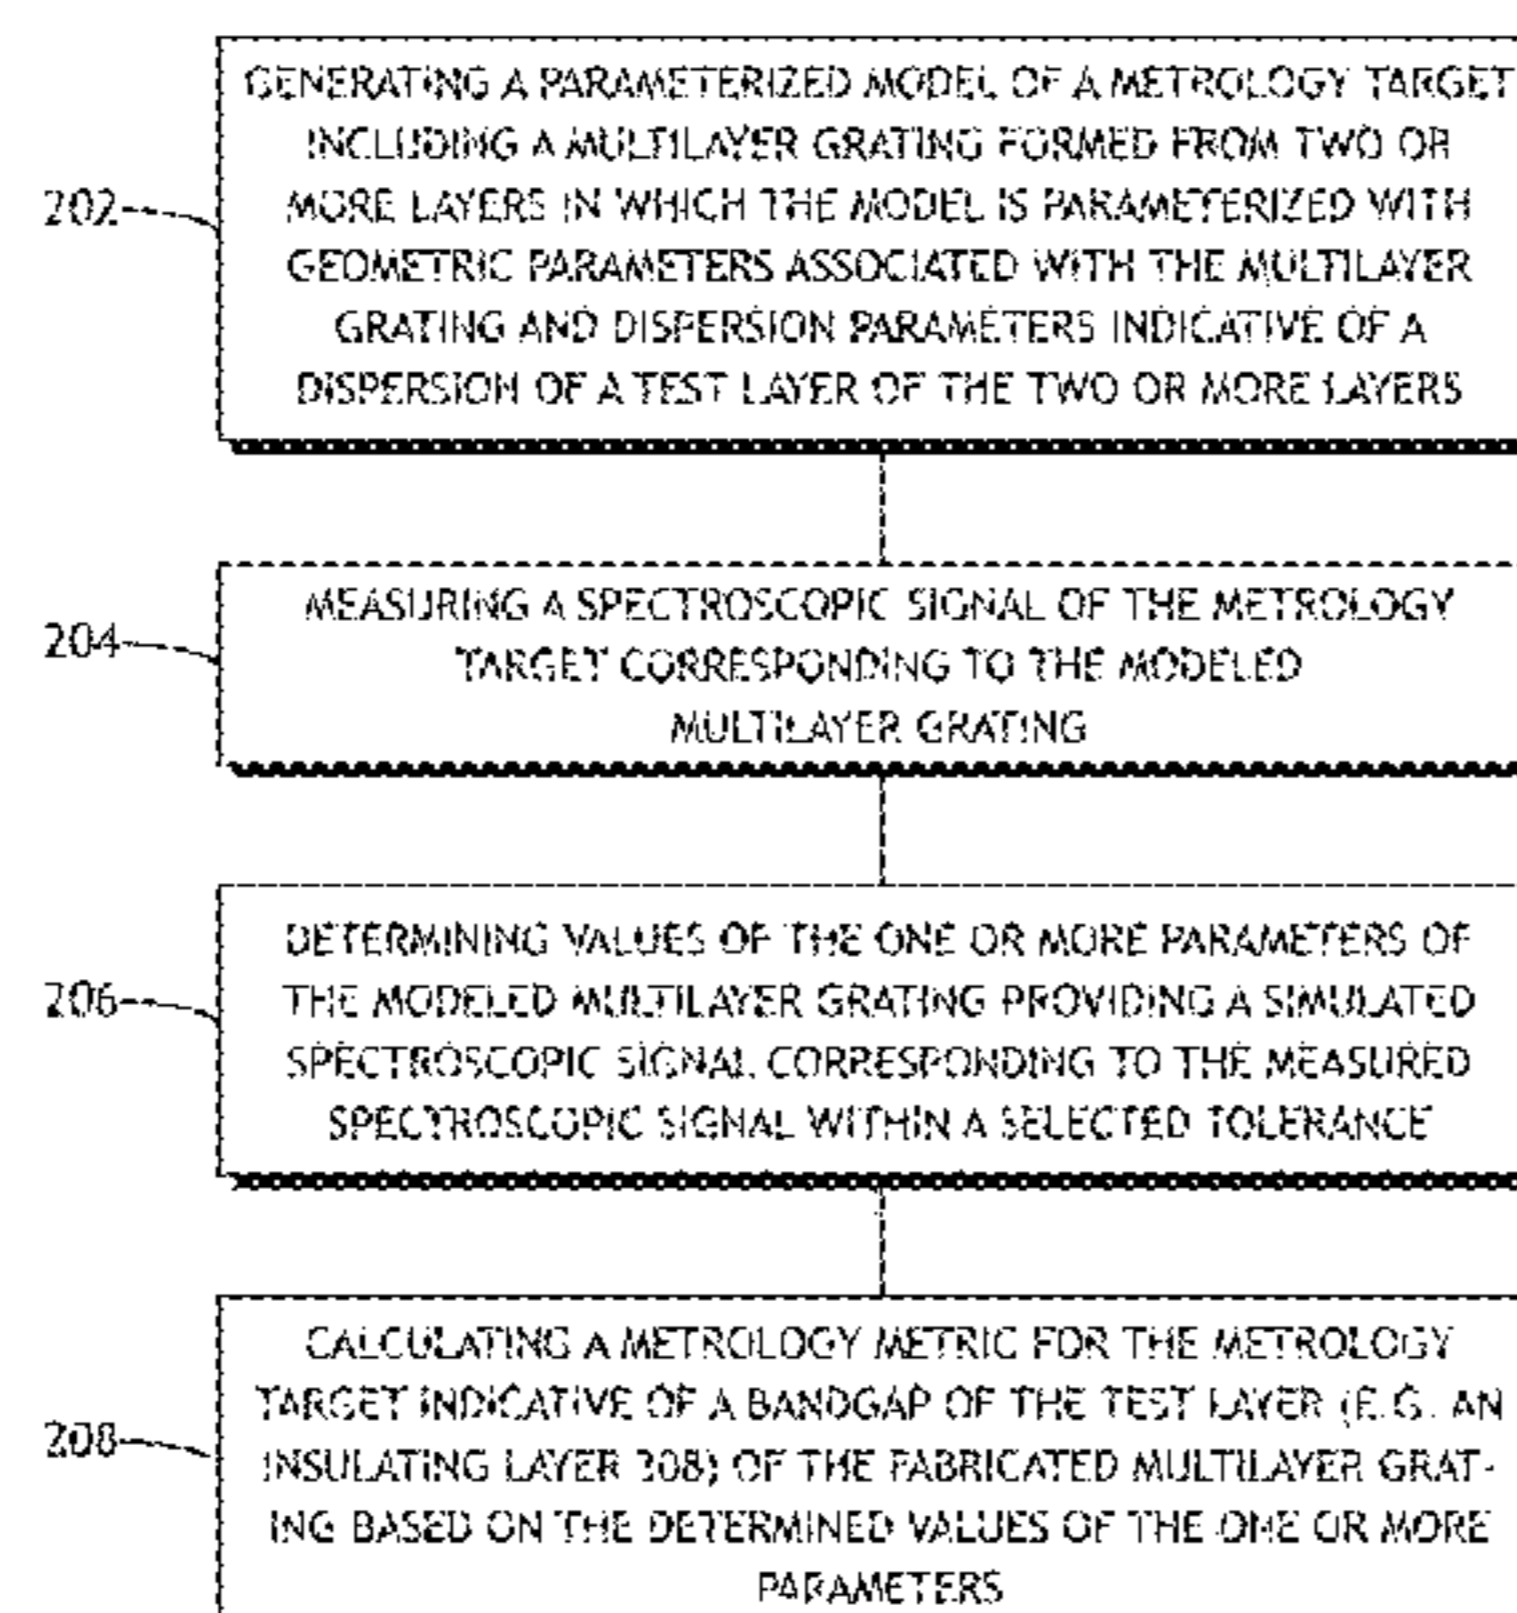 GENERATING A PARAMETERIZED MODEL OF A METROLOGY TARGET
INCLUDING A MULTILAYER GRATING FORMED FROM TWO OR
202
MORE LAYERS IN WHICH THE MODEL IS PARAMETERIZED WITH
GEOMETRIC PARAMETERS ASSOCIATED WITH THE MULTILAYER
GRATING AND DISPERSION PARAMETERS INDICATIVE OF A
DISPERSION OF A TEST LAYER OF THE TWO OR MORE LAYERS
MEASURING A SPECTROSCOPIC SIGNAL OF THE METROLOGY
204
TARGET CORRESPONDING TO THE MODELED
MULTILAYER GRATING
DETERMINING VALUES OF THE ONE OR MORE PARAMETERS OF
206
THE MODELED MULTILAYER GRATING PROVIDING A SIMULATED
SPECTROSCOPIC SIGNAL CORRESPONDING TO THE MEASURED
SPECTROSCOPIC SIGNAL WITHIN A SELECTED TOLERANCE
CALCULATING A METROLOGY METRIC FOR THE METROLOGY
TARGET INDICATIVE OF A BANDGAP OF THE TEST LAYER (E.G. AN
208
INSULATING LAYER 308) OF THE FABRICATED MULTILAYER GRAT-
ING BASED ON THE DETERMINED VALUES OF THE ONE OR MORE
PARAMETERS